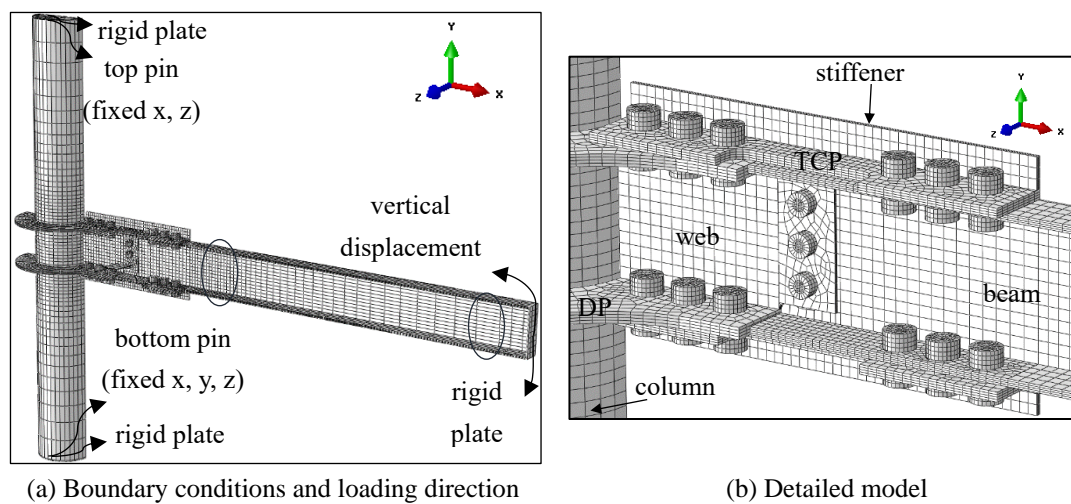 rigid plate
top pin
(fixed x, z)
Y
Z
X
vertical
displacement
bottom pin
(fixed x, y, z)
rigid plate
rigid
plate
(a) Boundary conditions and loading direction
stiffener
Y
Z
X
TCP
web
beam
DP
column
(b) Detailed model